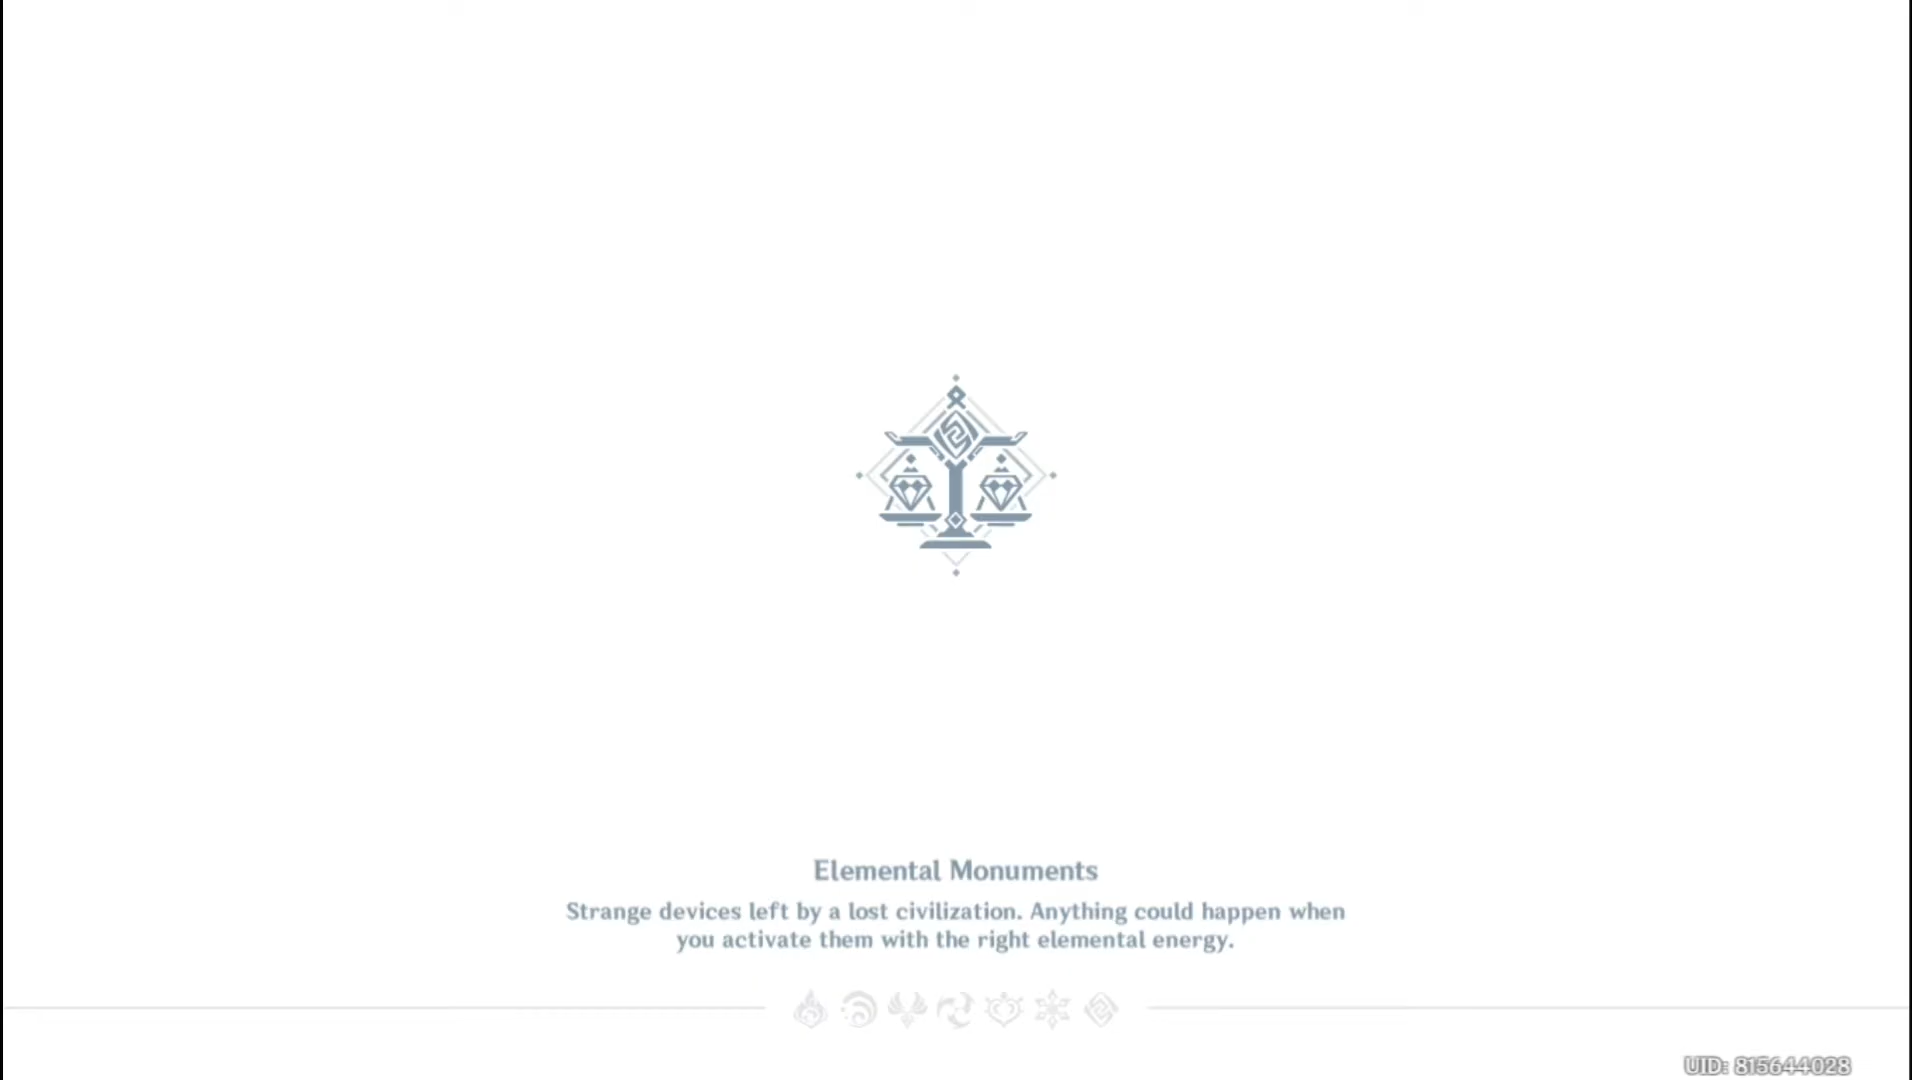 Elemental Monuments
Strange devices left by a lost civilization. Anything could happen when
you activate them with the right elemental energy.
UID: 815644028